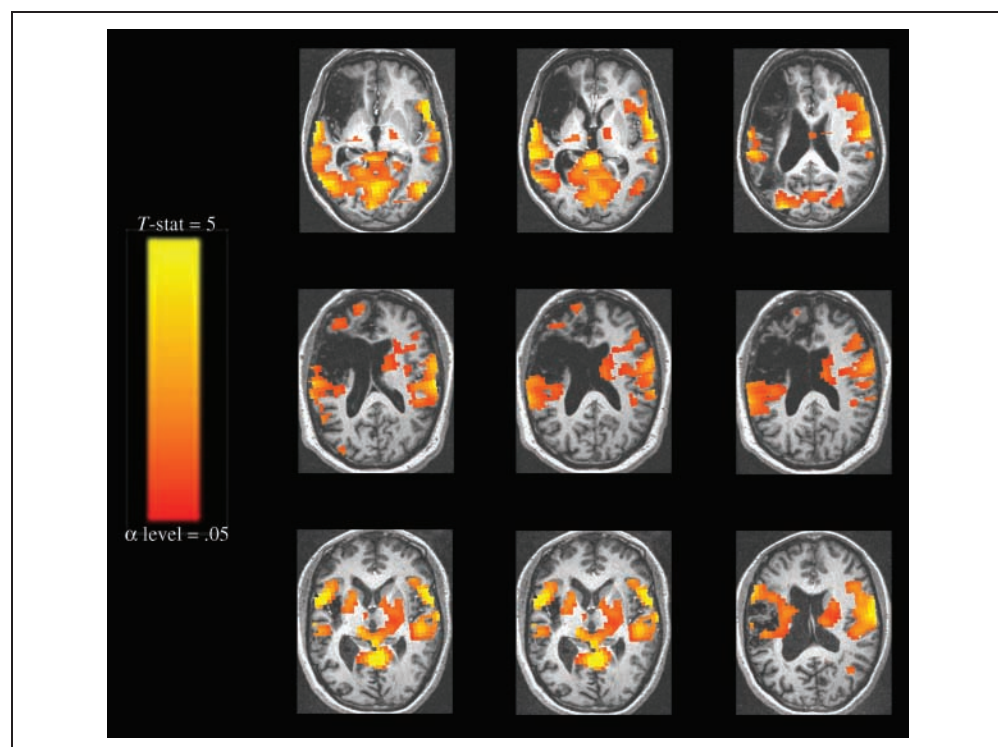 T-stat = 5
α level = .05